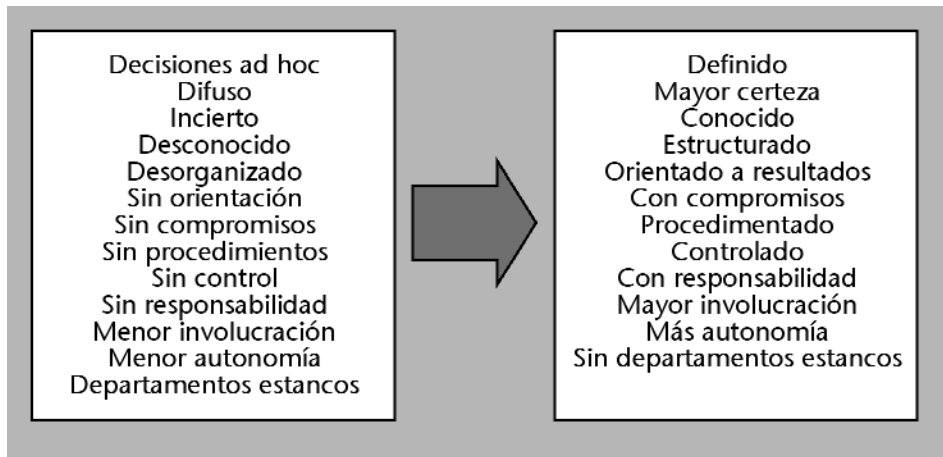 Decisiones ad hoc
Difuso
Incierto
Desconocido
Desorganizado
Sin orientación
Sin compromisos
Sin procedimientos
Sin control
Sin responsabilidad
Menor involucración
Menor autonomía
Departamentos estancos
Definido
Mayor certeza
Conocido
Estructurado
Orientado a resultados
Con compromisos
Procedimentado
Controlado
Con responsabilidad
Mayor involucración
Más autonomía
Sin departamentos estancos